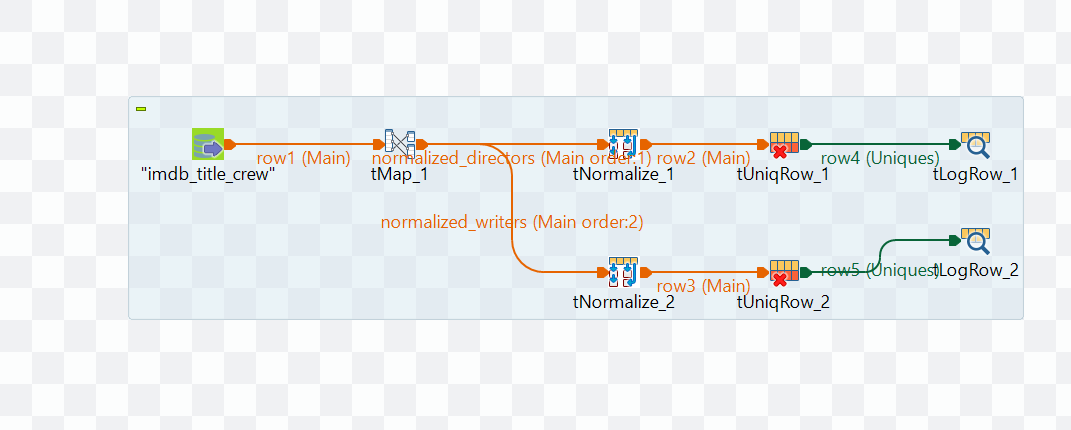 row1 (Main)
normalized_directors (Main order:1)
row2 (Main)
row4 (Uniques)
"imdb_title_crew"
tMap_1
tNormalize_1
tUniqRow_1
tLogRow_1
normalized_writers (Main order:2)
row3 (Main)
row5 (Uniques)
tLogRow_2
tNormalize_2
tUniqRow_2